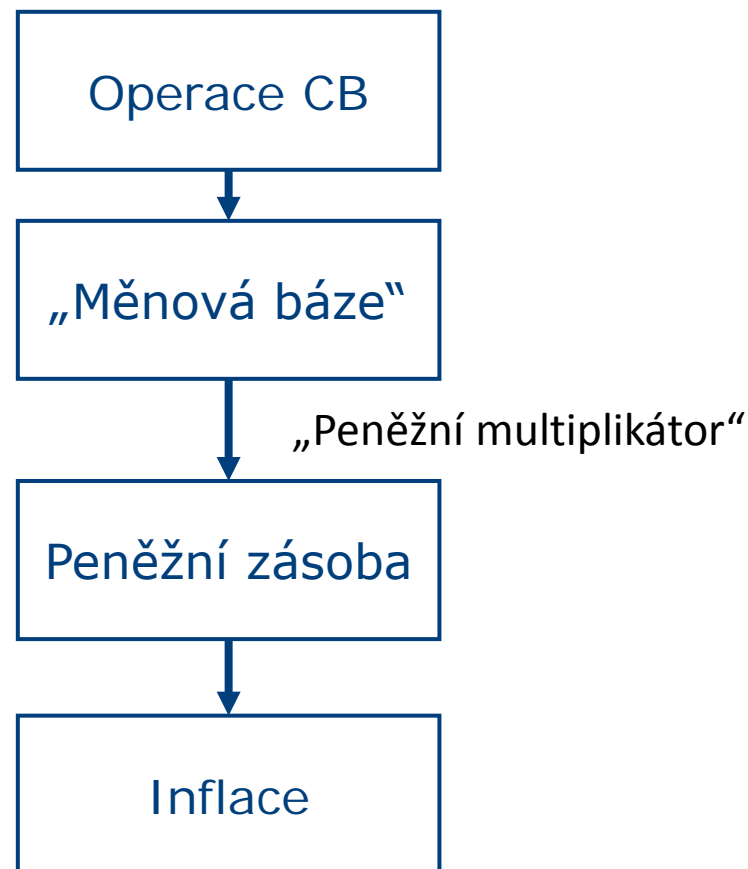 Operace CB
„Měnová báze“
„Peněžní multiplikátor“
Peněžní zásoba
Inflace